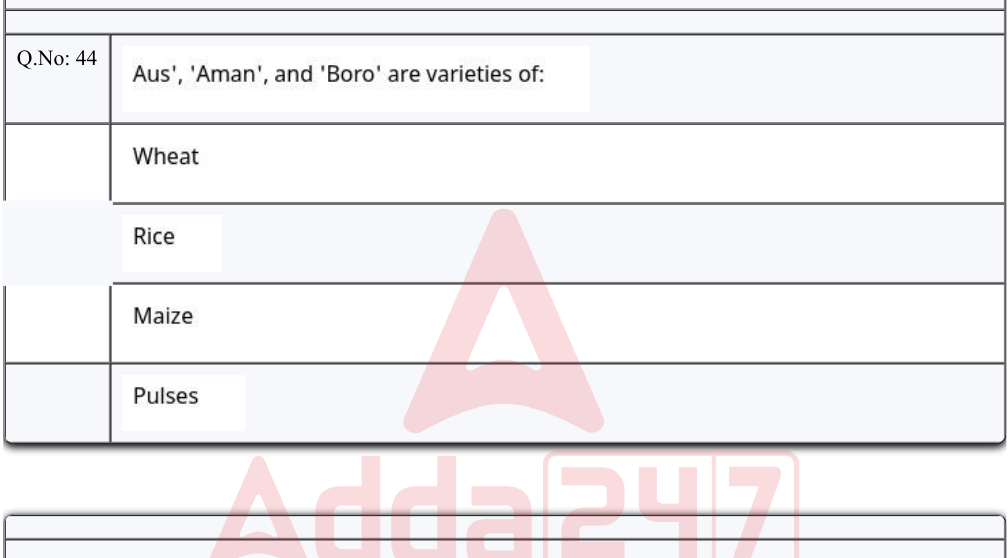 Q.No: 44
Aus', 'Aman', and 'Boro' are varieties of:
Wheat
Rice
Maize
Pulses
Adda247